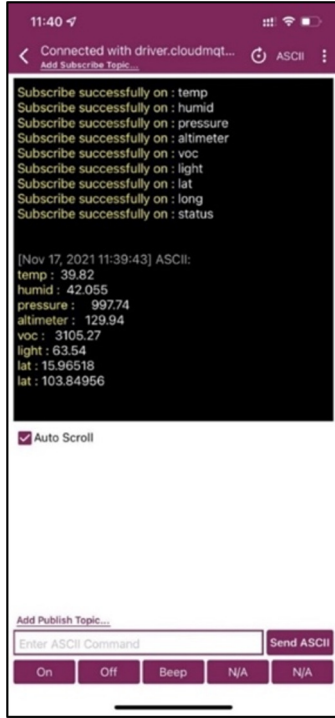 11:40
Connected with driver.cloudmqt...
Add Subscribe Topic...
ASCII
Subscribe successfully on : temp
Subscribe successfully on : humid
Subscribe successfully on : pressure
Subscribe successfully on : altimeter
Subscribe successfully on : voc
Subscribe successfully on : light
Subscribe successfully on : lat
Subscribe successfully on : long
Subscribe successfully on : status
[Nov 17, 2021 11:39:43] ASCII:
temp : 39.82
humid : 42.055
pressure : 997.74
altimeter : 129.94
voc : 3105.27
light : 63.54
lat : 15.96518
lat : 103.84956
Auto Scroll
Add Publish Topic...
Enter ASCII Command
Send ASCII
On
Off
Beep
N/A
N/A